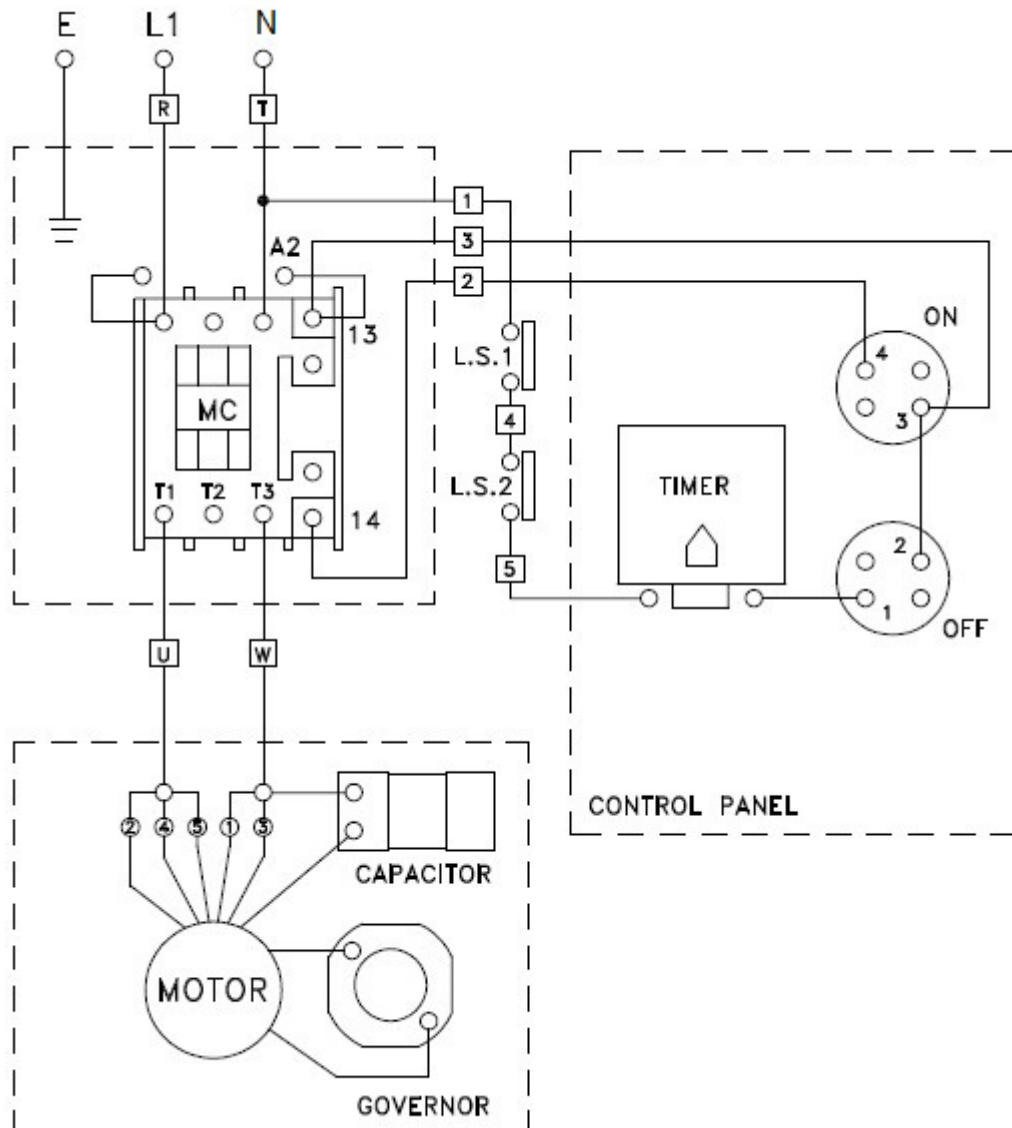 E L1 N
R T
1
3
A2
2
13
ON
L.S.1
4
MC
4
3
TIMER
L.S.2
T1 T2 T3
14
2
5
1
OFF
U W
CONTROL PANEL
2 4 5 1 3
CAPACITOR
MOTOR
GOVERNOR